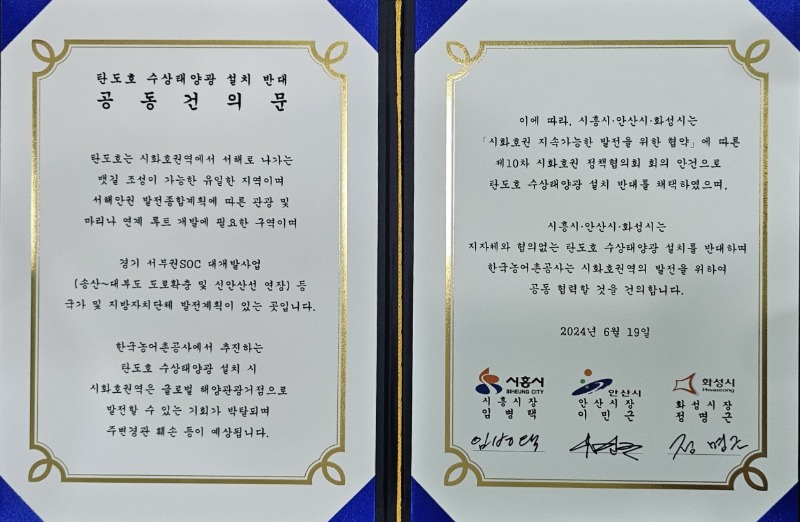 탄도호 수상태양광 설치 반대
공동건의문
탄도호는 시화호권역에서 서해로 나가는
뱃길 조성이 가능한 유일한 지역이며
서해안권 발전종합계획에 따른 관광 및
마리나 연계 루트 개발에 필요한 구역이며
경기 서부권SOC 대개발사업
(송산~대부도 도로확충 및 신안산선 연장) 등
국가 및 지방자치단체 발전계획이 있는 곳입니다.
한국농어촌공사에서 추진하는
탄도호 수상태양광 설치 시
시화호권역은 글로벌 해양관광거점으로
발전할 수 있는 기회가 박탈되며
주변경관 훼손 등이 예상됩니다.
이에 따라, 시흥시·안산시·화성시는
「시화호권 지속가능한 발전을 위한 협약」에 따른
제10차 시화호권 정책협의회 회의 안건으로
탄도호 수상태양광 설치 반대를 채택하였으며,
시흥시·안산시·화성시는
지자체와 협의없는 탄도호 수상태양광 설치를 반대하며
한국농어촌공사는 시화호권역의 발전을 위하여
공동 협력할 것을 건의합니다.
2024년 6월 19일
시흥시
SIHEUNG CITY
시흥시장
임병택
임병택
안산시
안산시장
이민근
화성시
Hwaseong
화성시장
정명근
정명근